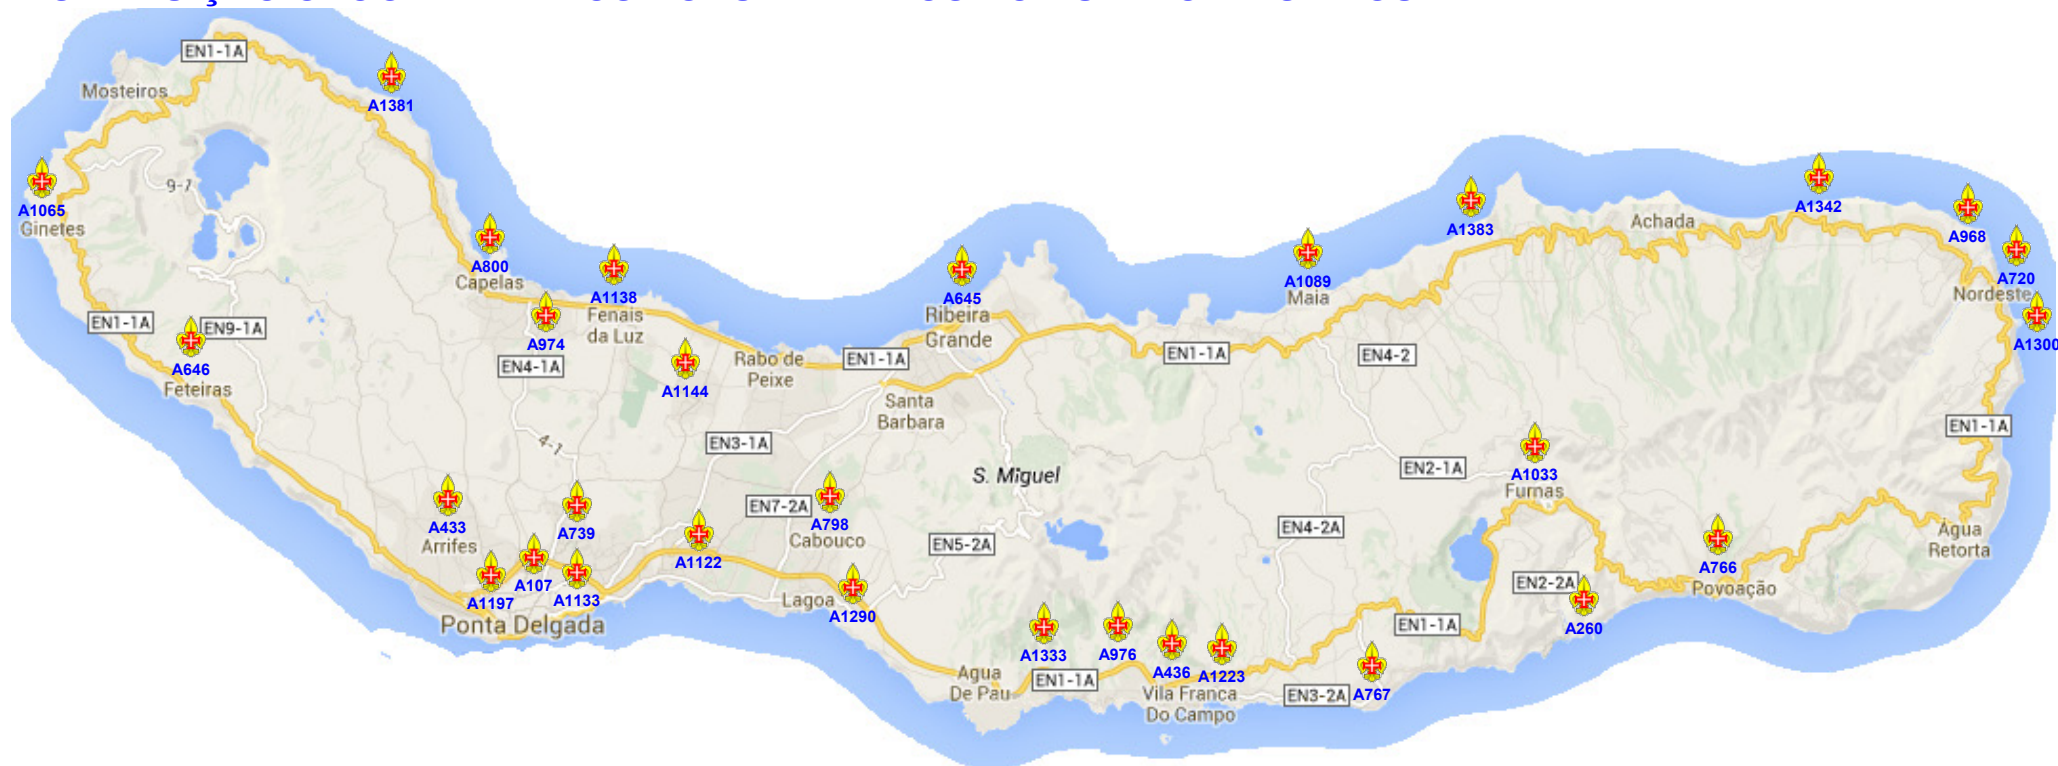 EN1-1A
Mosteiros
A1381
9-7
A1065
Ginetes
A1342
A1383
Achada
A968
A720
Nordeste
A800
Capelas
A1138
Fenais
da Luz
A645
Ribeira
Grande
A1089
Maia
A1300
EN1-1A
EN9-1A
A646
Feteiras
A974
EN4-1A
A1144
Rabo de
Peixe
EN1-1A
EN1-1A
EN4-2
Santa
Barbara
4-1
EN3-1A
S. Miguel
EN1-1A
EN2-1A
A1033
Furnas
A433
Arrifes
A739
EN7-2A
A798
Cabouco
EN5-2A
EN4-2A
A1122
A766
Povoação
Água
Retorta
A1197
A107
A1133
Ponta Delgada
Lagoa
A1290
EN2-2A
A260
A1333
A976
A436
A1223
EN1-1A
Agua
De Pau
EN1-1A
Vila Franca
Do Campo
EN3-2A
A767